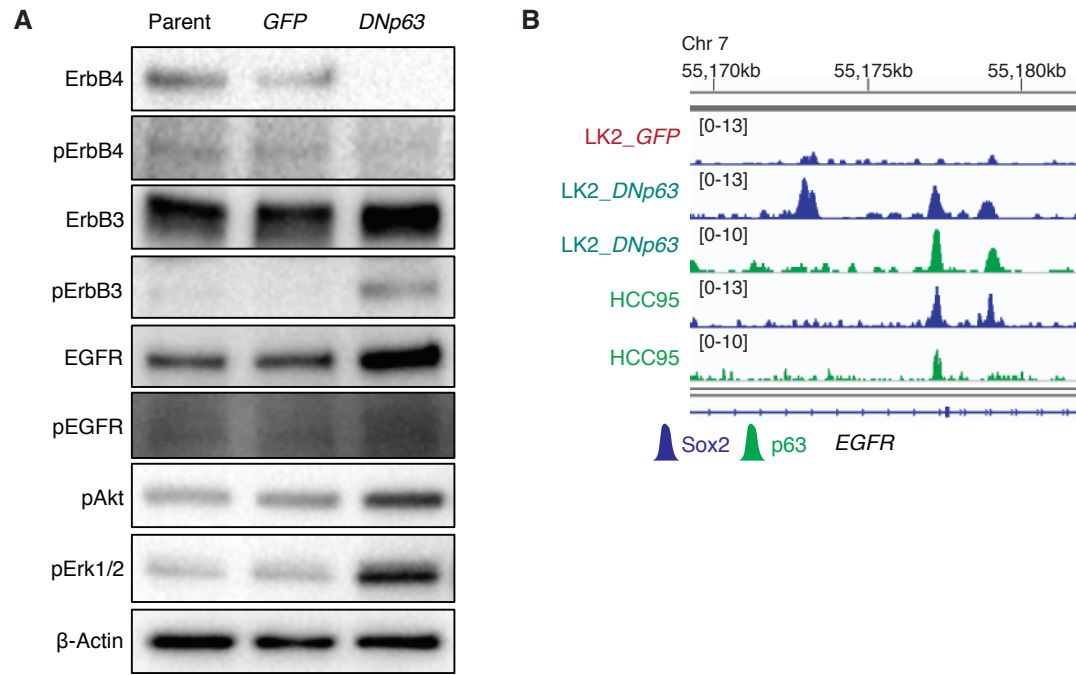 A
Parent GFP DNp63
ErbB4
pErbB4
ErbB3
pErbB3
EGFR
pEGFR
pAkt
pErk1/2
β-Actin
B
Chr 7
55,170kb 55,175kb 55,180kb
LK2_GFP [0-13]
LK2_DNp63 [0-13]
LK2_DNp63 [0-10]
HCC95 [0-13]
HCC95 [0-10]
Sox2 p63 EGFR